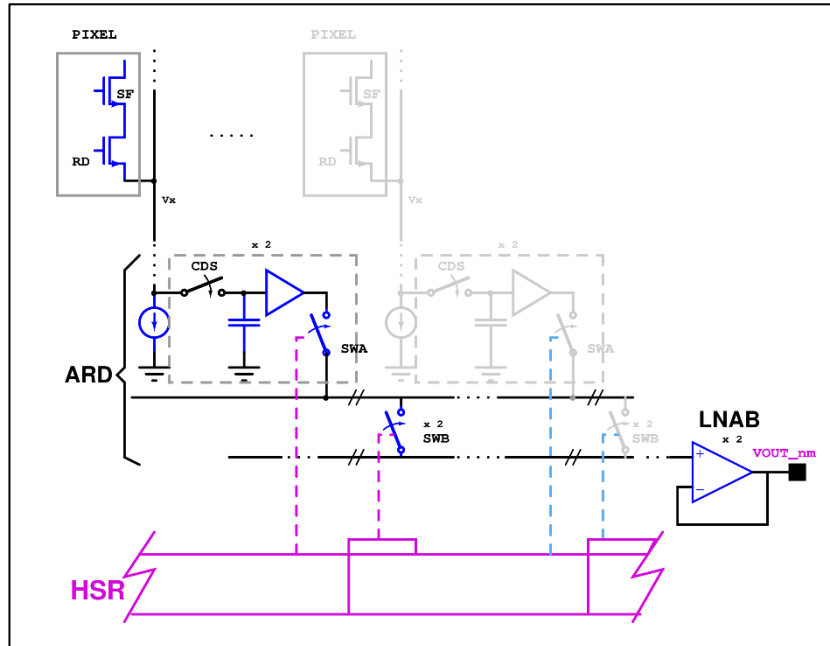 PIXEL PIXEL
SF SF
RD RD
Vx Vx
x 2 x 2
CDS CDS
SWA SWA
ARD
x 2 x 2
SWB SWB
LNAB
x 2
VOUT_nm
+
−
HSR